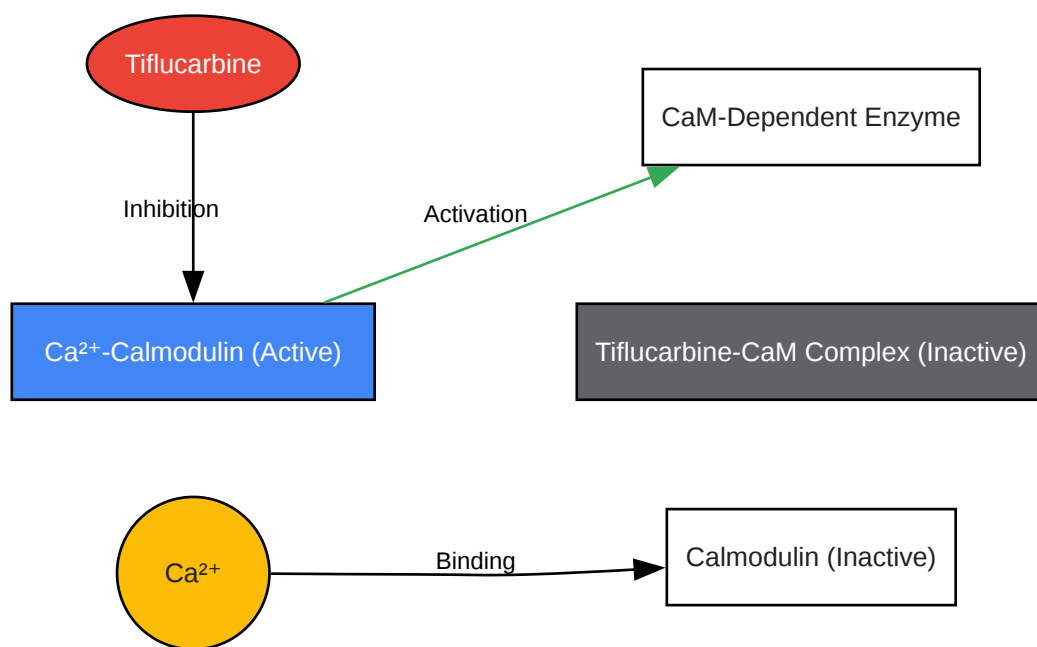 Tiflucarbine
CaM-Dependent Enzyme
Inhibition
Activation
Ca²⁺-Calmodulin (Active)
Tiflucarbine-CaM Complex (Inactive)
Ca²⁺
Binding
Calmodulin (Inactive)